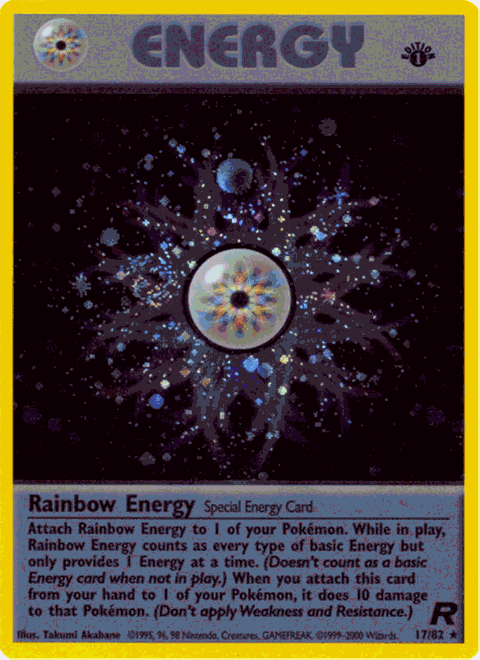 ENERGY
EDITION
1
Rainbow Energy Special Energy Card
Attach Rainbow Energy to 1 of your Pokémon. While in play,
Rainbow Energy counts as every type of basic Energy but
only provides 1 Energy at a time. (Doesn't count as a basic
Energy card when not in play.) When you attach this card
from your hand to 1 of your Pokémon, it does 10 damage
to that Pokémon. (Don't apply Weakness and Resistance.)
R
Illus. Takumi Akabane ©1995, 96, 98 Nintendo, Creatures, GAMEFREAK. ©1999-2000 Wizards. 17/82 ★